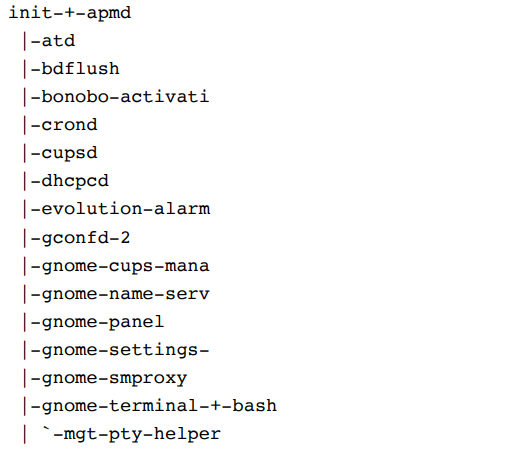 init-+-apmd
|-atd
|-bdflush
|-bonobo-activati
|-crond
|-cupsd
|-dhcpcd
|-evolution-alarm
|-gconfd-2
|-gnome-cups-mana
|-gnome-name-serv
|-gnome-panel
|-gnome-settings-
|-gnome-smproxy
|-gnome-terminal-+-bash
| `-mgt-pty-helper